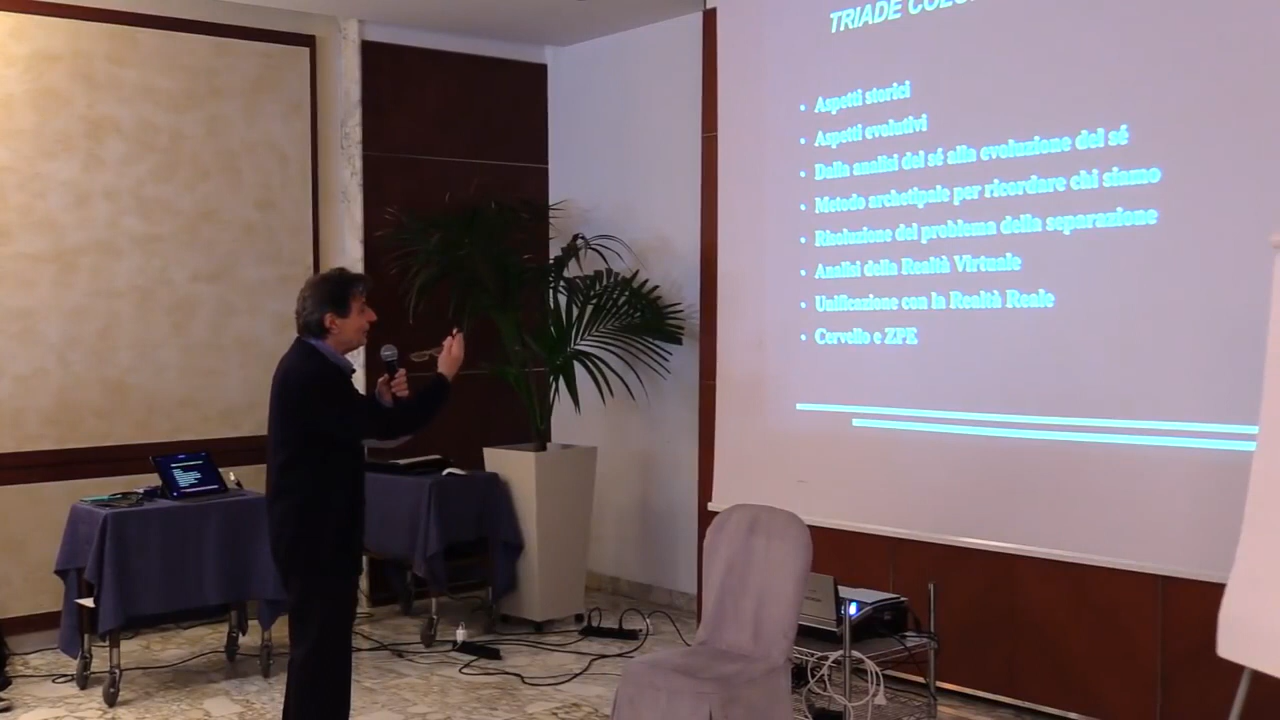 TRIADE
Aspetti storici
Aspetti evolutivi
Dalla analisi del sé alla evoluzione del sé
Metodo archetipale per ricordare chi siamo
Risoluzione del problema della separazione
Analisi della Realtà Virtuale
Unificazione con la Realtà Reale
Cervello e ZPE